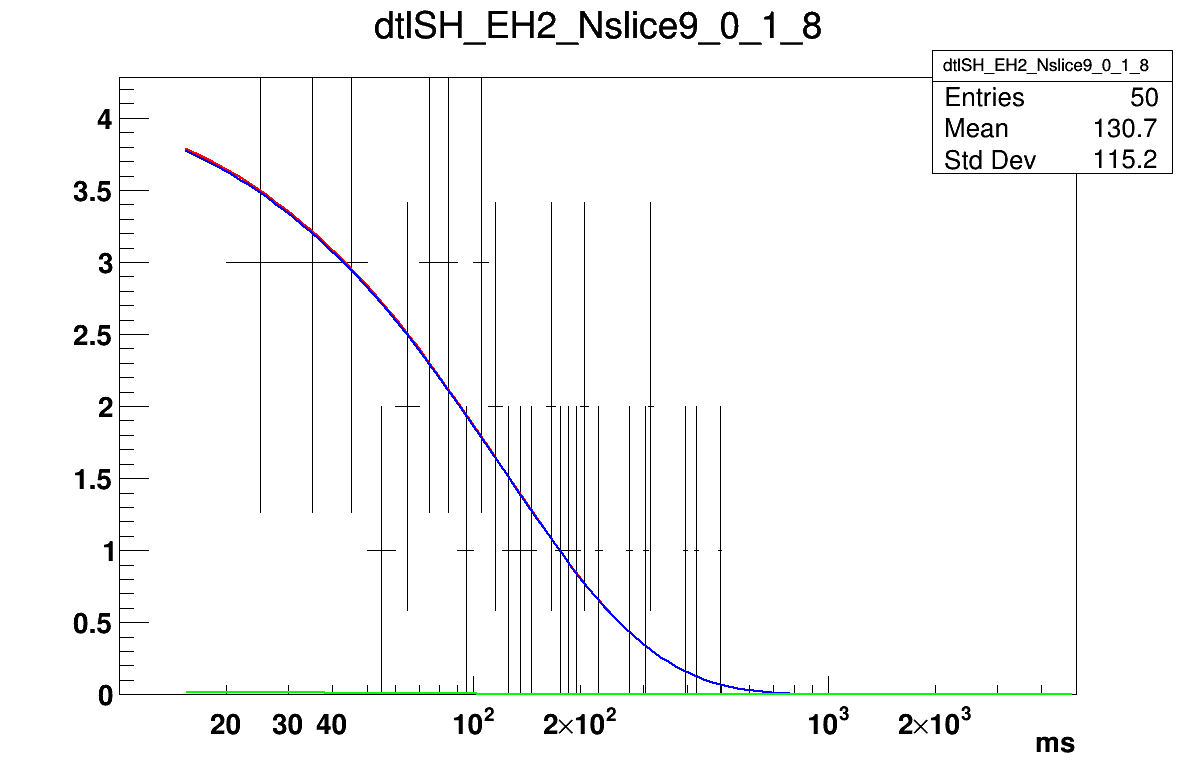 dtlSH_EH2_Nslice9_0_1_8
dtlSH_EH2_Nslice9_0_1_8
Entries 50
Mean 130.7
Std Dev 115.2
4
3.5
3
2.5
2
1.5
1
0.5
0
20 30 40 10² 2×10² 10³ 2×10³
ms